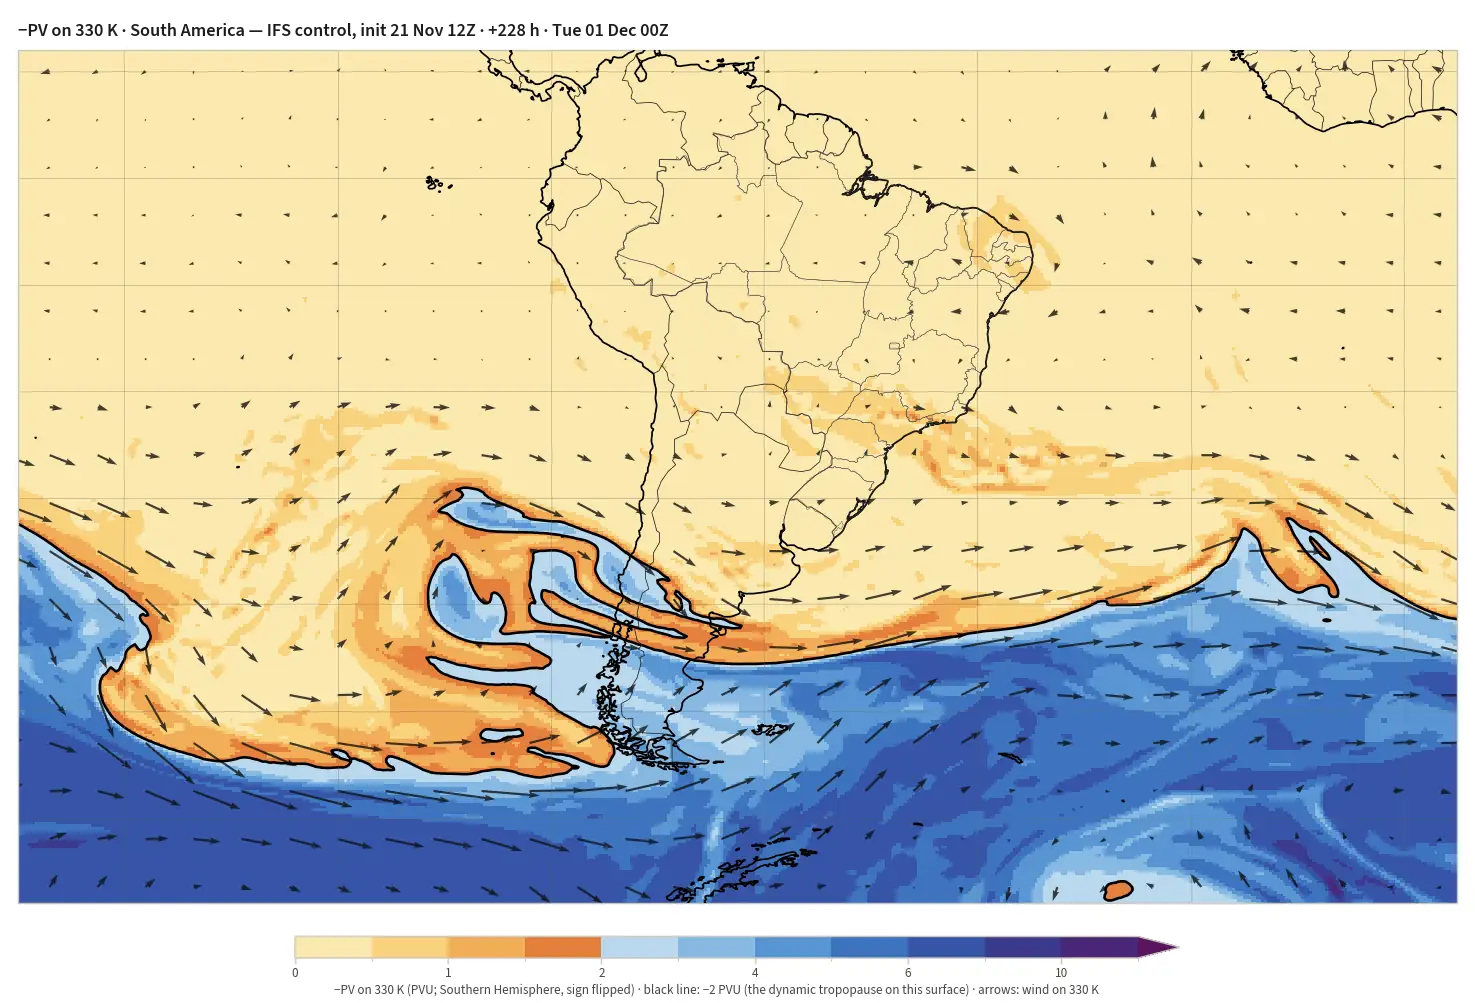 −PV on 330 K · South America — IFS control, init 21 Nov 12Z · +228 h · Tue 01 Dec 00Z
0 1 2 4 6 10
−PV on 330 K (PVU; Southern Hemisphere, sign flipped) · black line: −2 PVU (the dynamic tropopause on this surface) · arrows: wind on 330 K